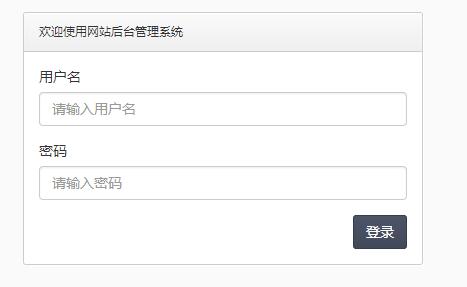 欢迎使用网站后台管理系统
用户名
请输入用户名
密码
请输入密码
登录